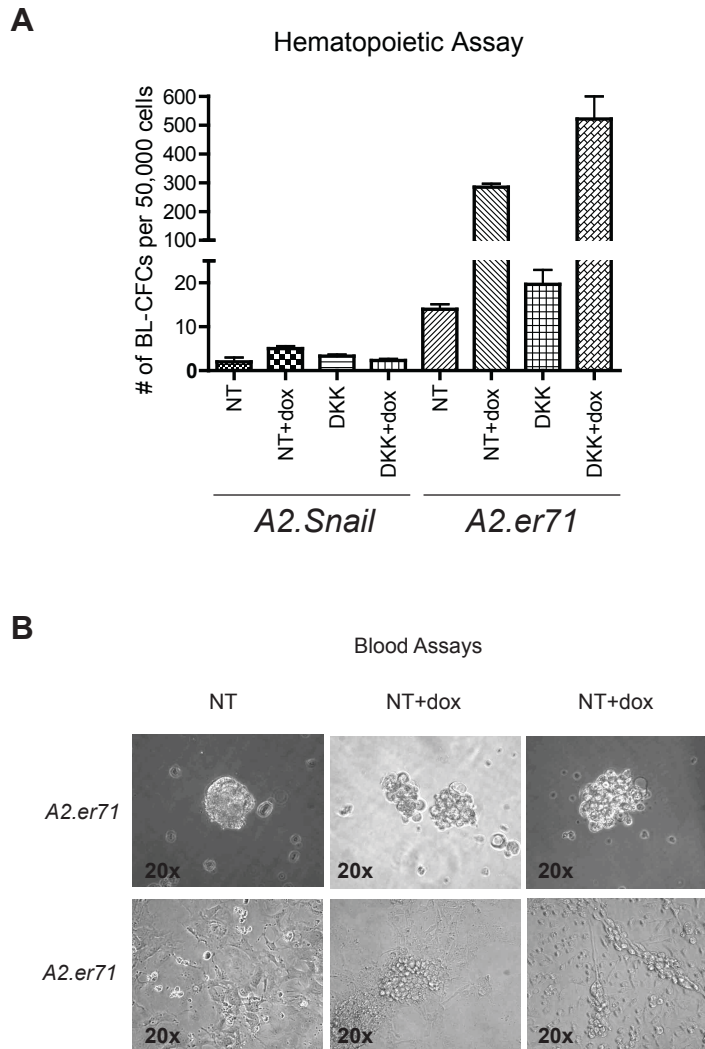 A
Hematopoietic Assay
# of BL-CFCs per 50,000 cells
600
500
400
300
200
100
20
10
0
NT
NT+dox
DKK
DKK+dox
NT
NT+dox
DKK
DKK+dox
A2.Snail
A2.er71
B
Blood Assays
NT
NT+dox
NT+dox
A2.er71
20x
20x
20x
A2.er71
20x
20x
20x